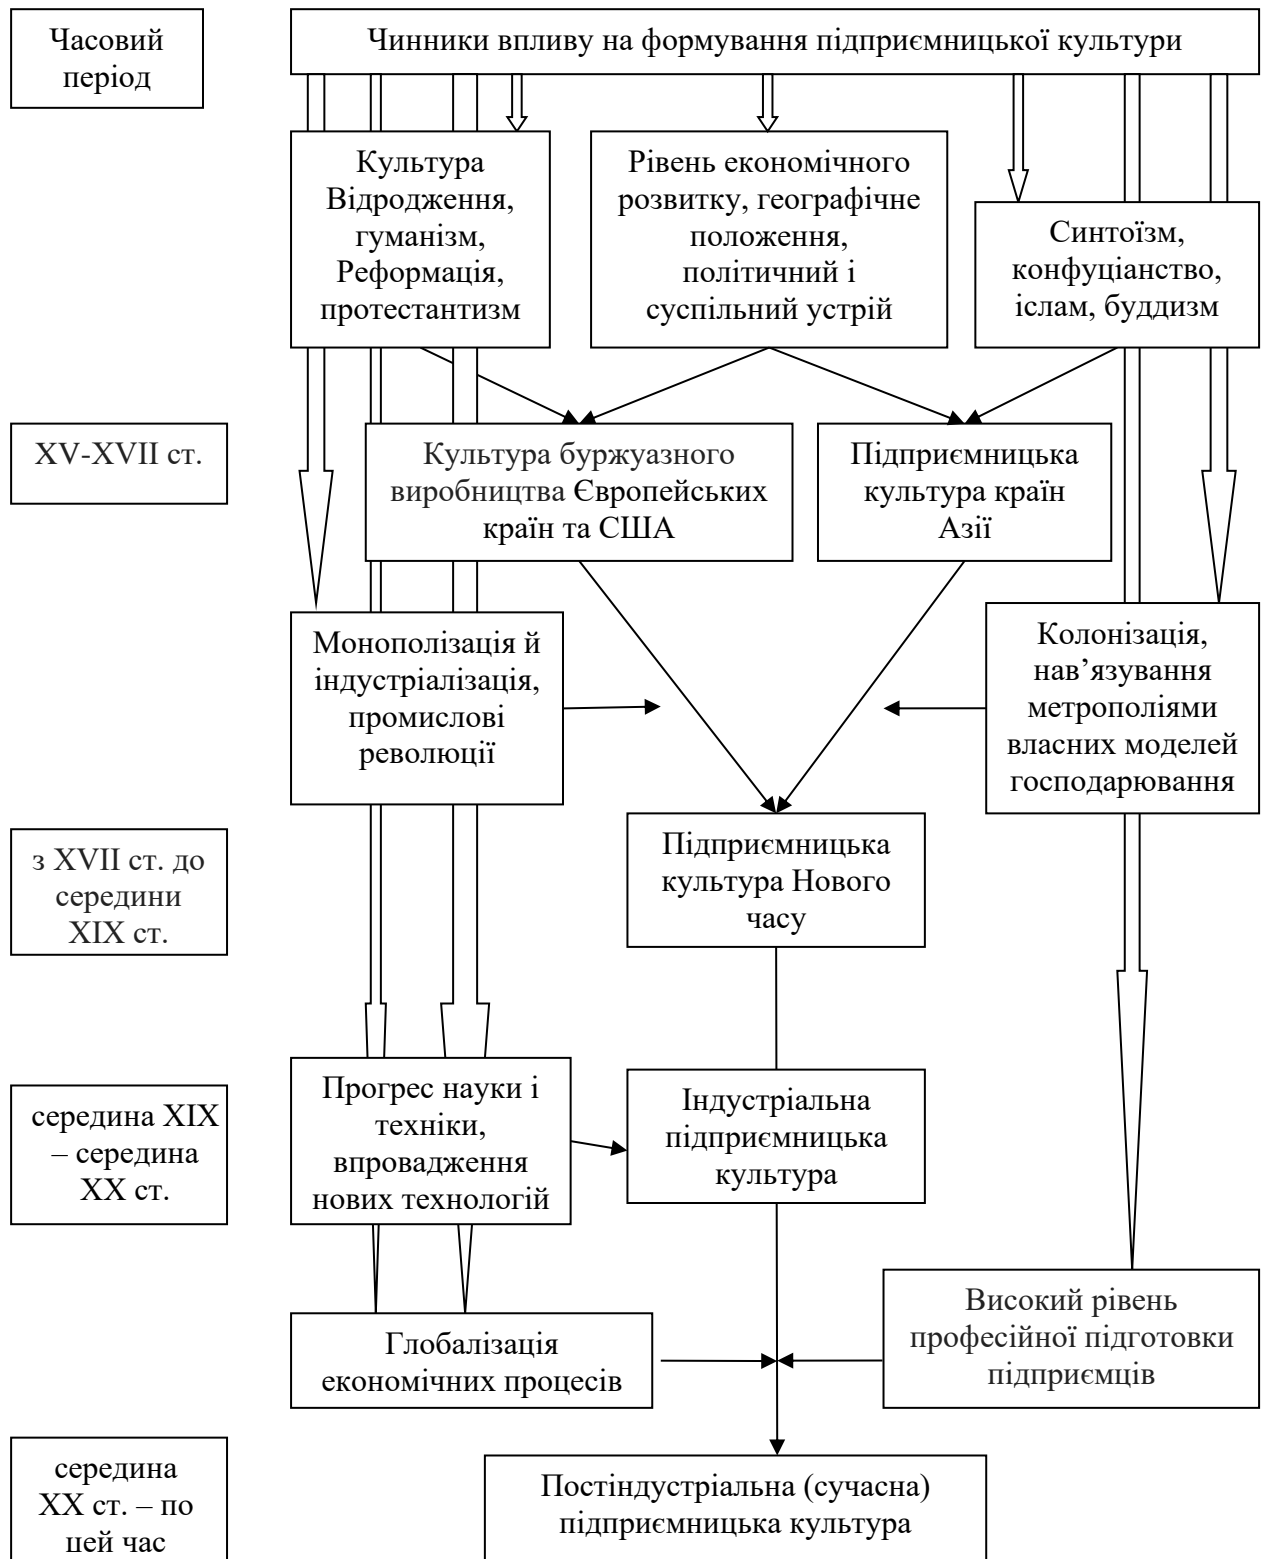 Часовий
період
Чинники впливу на формування підприємницької культури
Культура
Відродження,
гуманізм,
Реформація,
протестантизм
Рівень економічного
розвитку, географічне
положення,
політичний і
суспільний устрій
Синтоїзм,
конфуціанство,
іслам, буддизм
XV-XVII ст.
Культура буржуазного
виробництва Європейських
країн та США
Підприємницька
культура країн
Азії
Монополізація й
індустріалізація,
промислові
революції
Колонізація,
нав’язування
метрополіями
власних моделей
господарювання
з XVII ст. до
середини
XIX ст.
Підприємницька
культура Нового
часу
середина XIX
– середина
XX ст.
Прогрес науки і
техніки,
впровадження
нових технологій
Індустріальна
підприємницька
культура
Глобалізація
економічних процесів
Високий рівень
професійної підготовки
підприємців
середина
XX ст. – по
цей час
Постіндустріальна (сучасна)
підприємницька культура